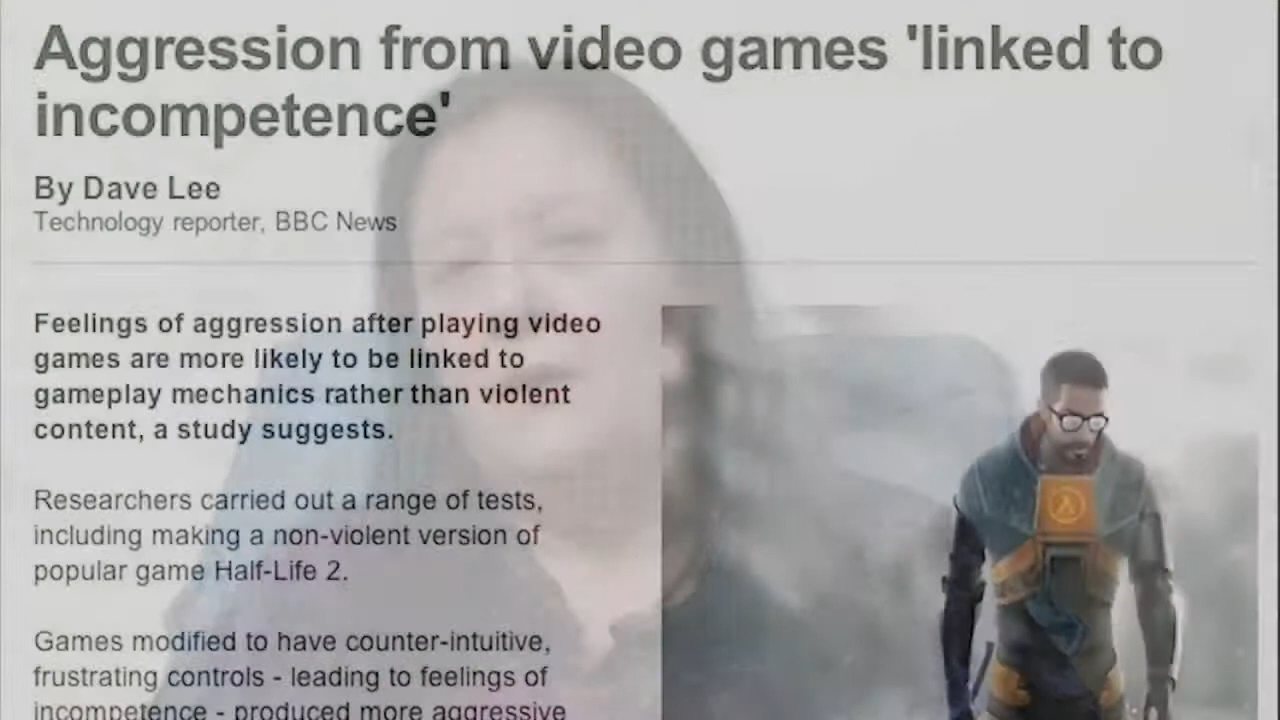 Aggression from video games 'linked to
incompetence'
By Dave Lee
Technology reporter, BBC News
Feelings of aggression after playing video
games are more likely to be linked to
gameplay mechanics rather than violent
content, a study suggests.
Researchers carried out a range of tests,
including making a non-violent version of
popular game Half-Life 2.
Games modified to have counter-intuitive,
frustrating controls - leading to feelings of
incompetence - produced more aggressive